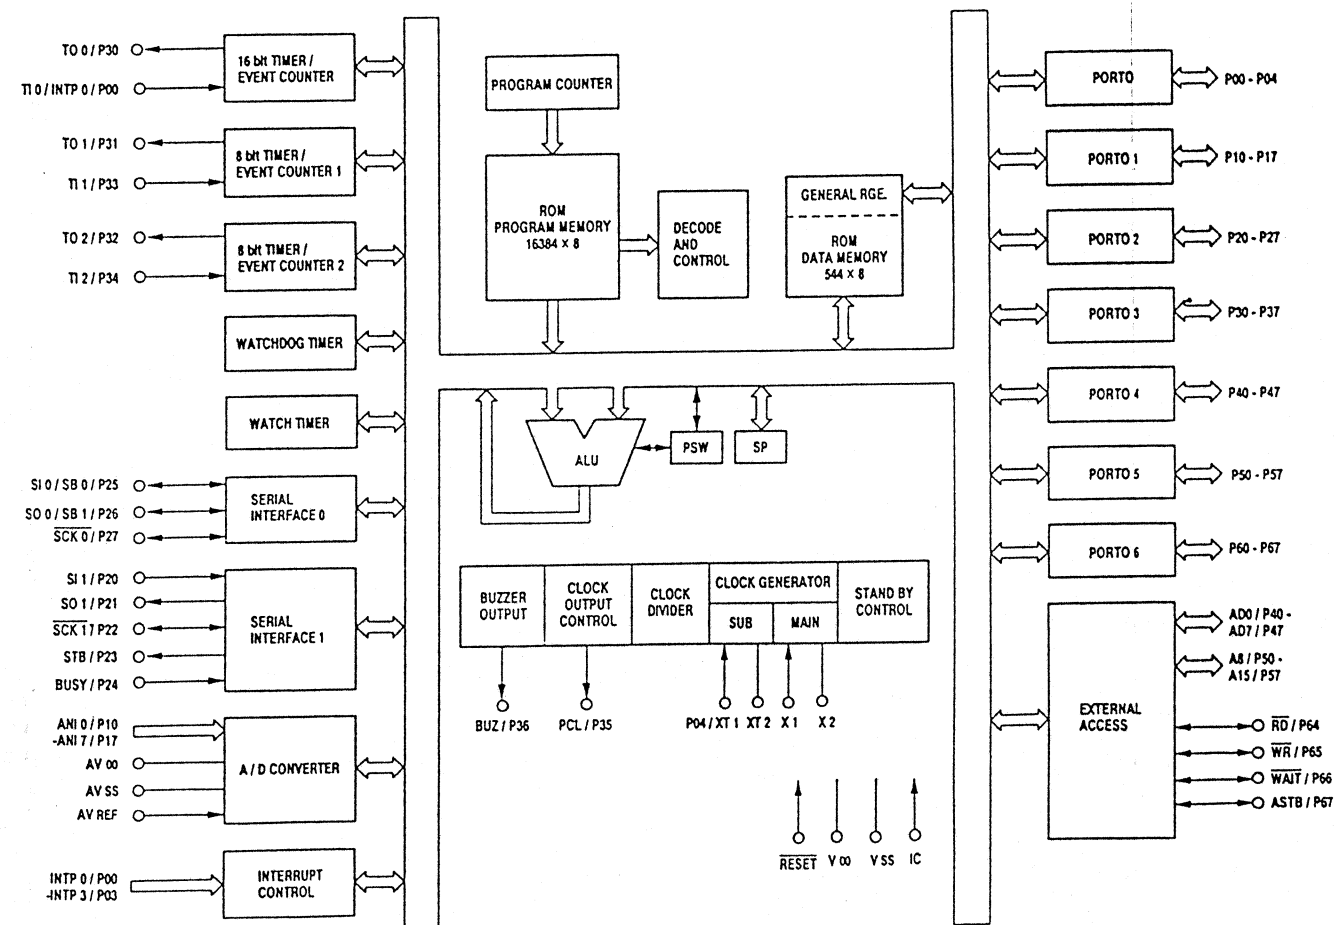 TO 0 / P30
TI 0 / INTP 0 / P00
16 bit TIMER /
EVENT COUNTER
TO 1 / P31
TI 1 / P33
8 bit TIMER /
EVENT COUNTER 1
TO 2 / P32
TI 2 / P34
8 bit TIMER /
EVENT COUNTER 2
WATCHDOG TIMER
WATCH TIMER
SI 0 / SB 0 / P25
SO 0 / SB 1 / P26
SCK 0 / P27
SERIAL
INTERFACE 0
SI 1 / P20
SO 1 / P21
SCK 1 7 P22
STB / P23
BUSY / P24
SERIAL
INTERFACE 1
ANI 0 / P10
-ANI 7 / P17
AV 00
AV SS
AV REF
A / D CONVERTER
INTP 0 / P00
-INTP 3 / P03
INTERRUPT
CONTROL
PROGRAM COUNTER
ROM
PROGRAM MEMORY
16384 X 8
DECODE
AND
CONTROL
GENERAL RGE.
ROM
DATA MEMORY
544 X 8
ALU
PSW
SP
BUZZER
OUTPUT
CLOCK
OUTPUT
CONTROL
CLOCK
DIVIDER
CLOCK GENERATOR
SUB
MAIN
STAND BY
CONTROL
BUZ / P36
PCL / P35
P04 / XT 1
XT 2
X 1
X 2
RESET
V 00
V SS
IC
PORTO
P00 - P04
PORTO 1
P10 - P17
PORTO 2
P20 - P27
PORTO 3
P30 - P37
PORTO 4
P40 - P47
PORTO 5
P50 - P57
PORTO 6
P60 - P67
EXTERNAL
ACCESS
AD0 / P40 -
AD7 / P47
A8 / P50 -
A15 / P57
RD / P64
WR / P65
WAIT / P66
ASTB / P67